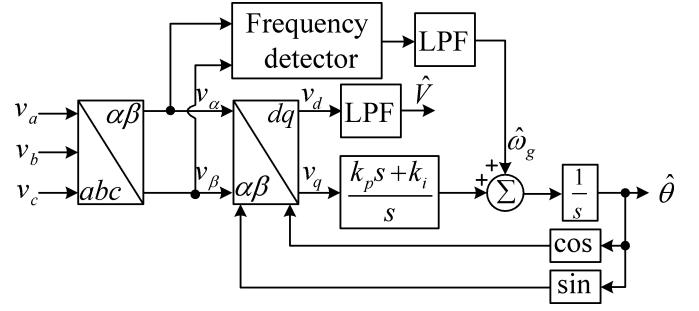 Frequency
detector
LPF
v_a
v_b
v_c
αβ
abc
v_α
v_β
dq
αβ
v_d
v_q
LPF
V̂
k_p s + k_i
s
ω̂_g
+
+
Σ
1
s
θ̂
cos
sin